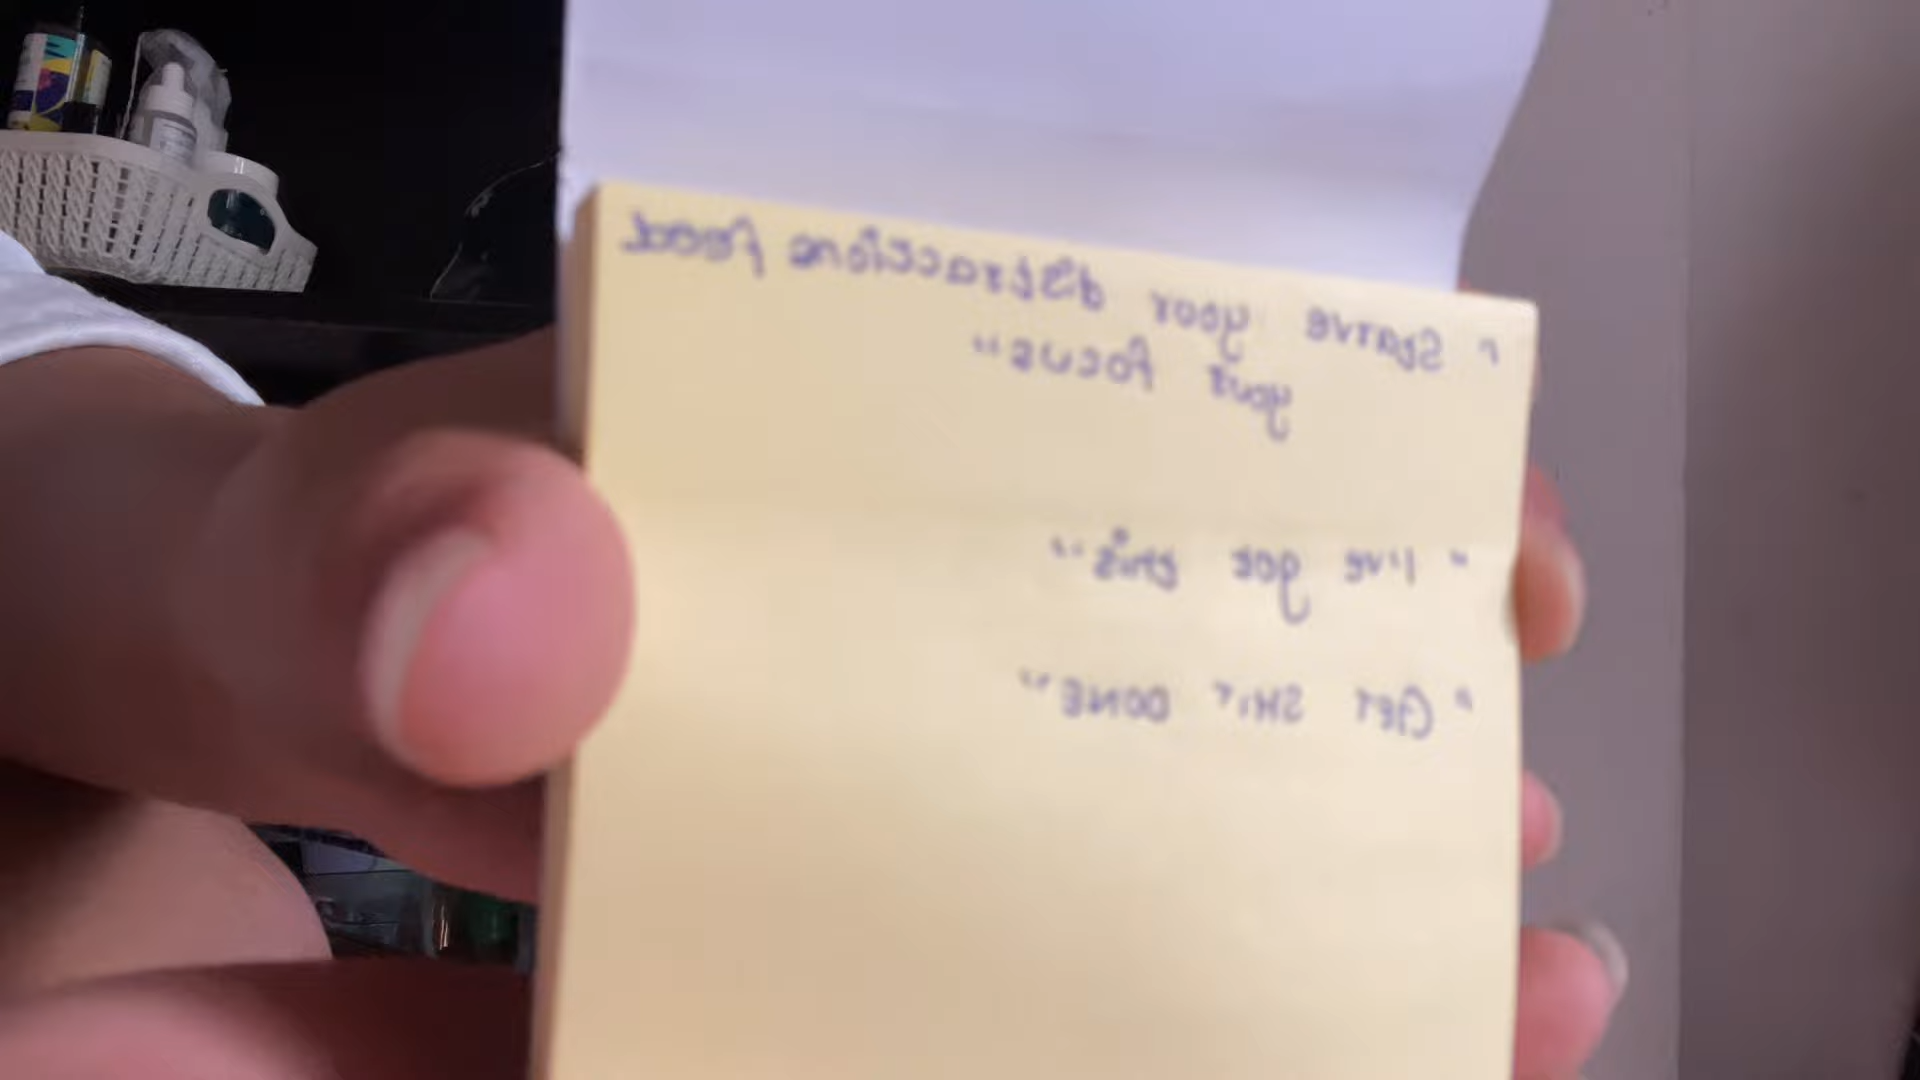 " Starve your distractions feed
your focus"
" I've got this"
" GET SHIT DONE"